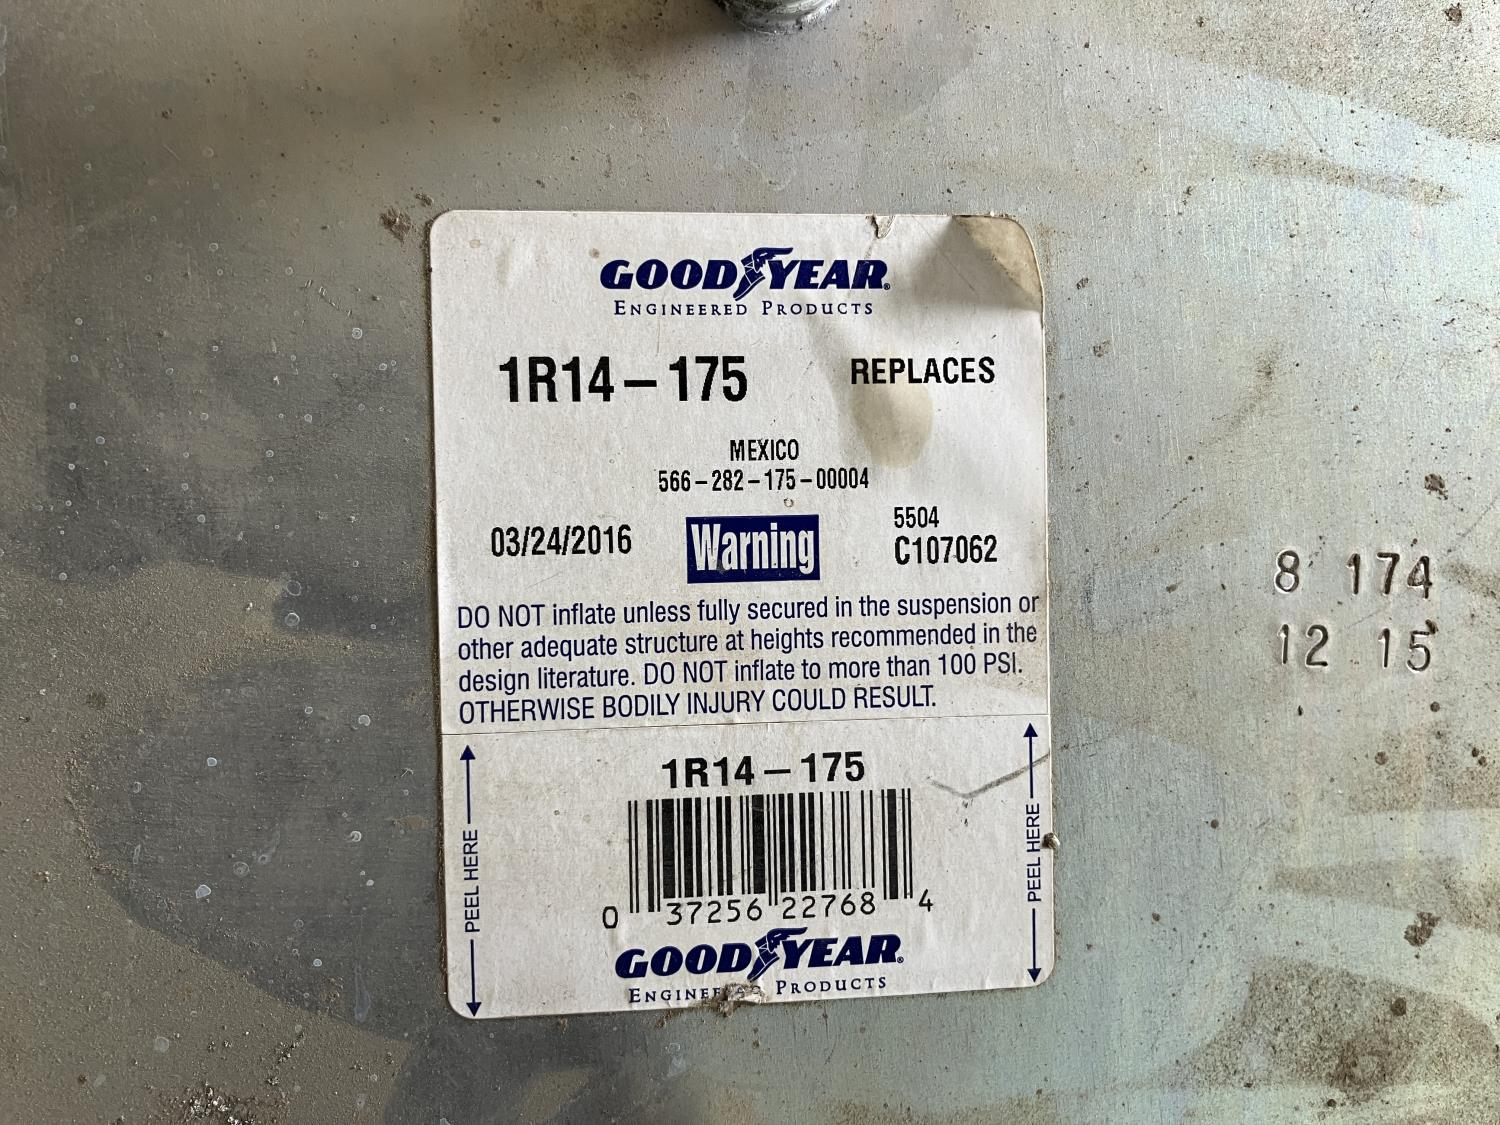 GOODYEAR®
ENGINEERED PRODUCTS
1R14-175 REPLACES
MEXICO
566-282-175-00004
03/24/2016 Warning 5504
C107062
DO NOT inflate unless fully secured in the suspension or
other adequate structure at heights recommended in the
design literature. DO NOT inflate to more than 100 PSI.
OTHERWISE BODILY INJURY COULD RESULT.
PEEL HERE
1R14-175
0 37256 22768 4
GOODYEAR®
ENGINEERED PRODUCTS
PEEL HERE
8 174
12 15